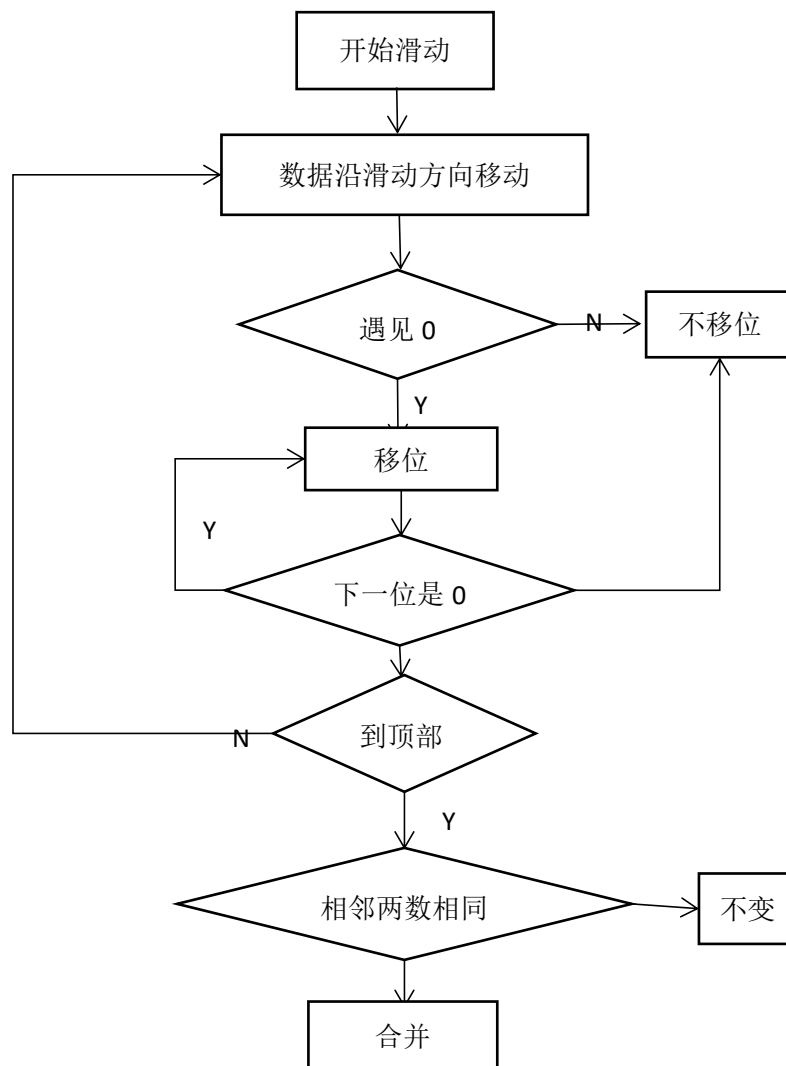 开始滑动
数据沿滑动方向移动
遇见 0
N
不移位
Y
移位
Y
下一位是 0
N
到顶部
Y
相邻两数相同
不变
合并